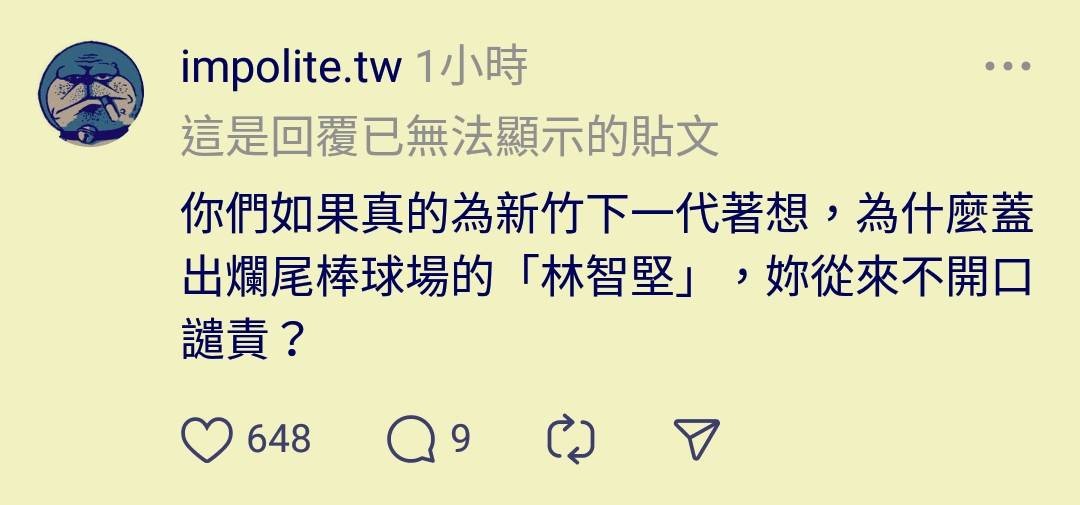 impolite.tw 1小時
這是回覆已無法顯示的貼文
你們如果真的為新竹下一代著想，為什麼蓋
出爛尾棒球場的「林智堅」，妳從來不開口
譴責？
648 9